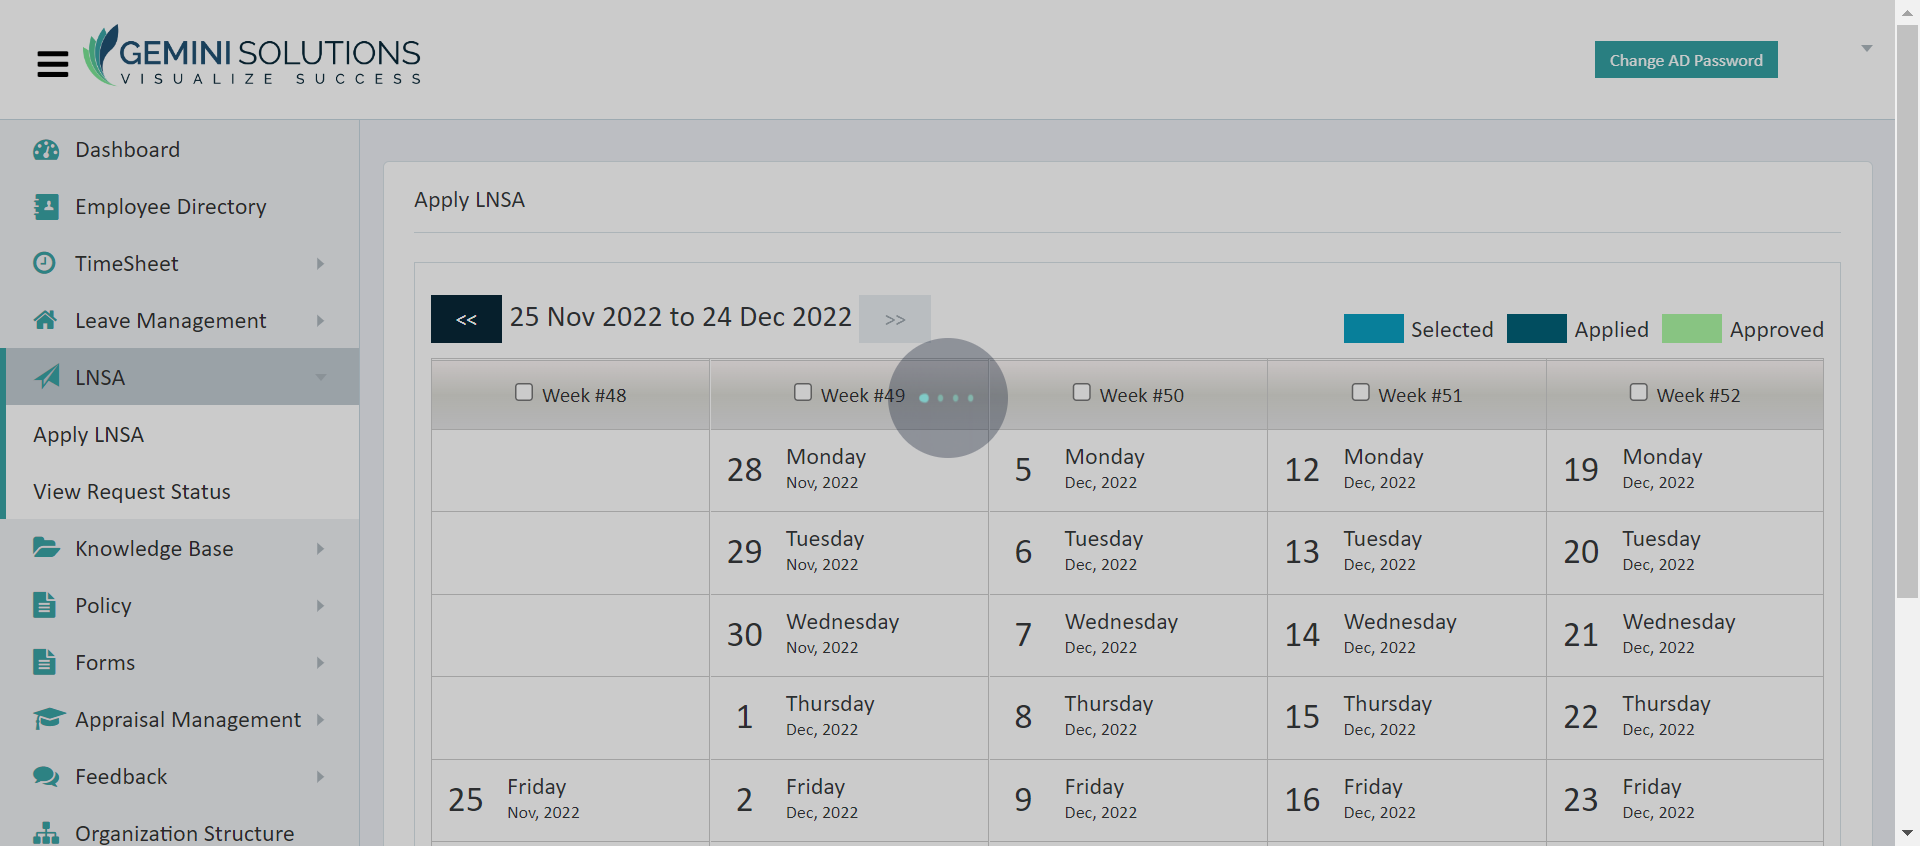 GEMINI SOLUTIONS
VISUALIZE SUCCESS
Change AD Password
Dashboard
Employee Directory
TimeSheet
Leave Management
LNSA
Apply LNSA
View Request Status
Knowledge Base
Policy
Forms
Appraisal Management
Feedback
Organization Structure
Apply LNSA
<< 25 Nov 2022 to 24 Dec 2022 >>
Selected Applied Approved
Week #48 Week #49 Week #50 Week #51 Week #52
28 Monday Nov, 2022 5 Monday Dec, 2022 12 Monday Dec, 2022 19 Monday Dec, 2022
29 Tuesday Nov, 2022 6 Tuesday Dec, 2022 13 Tuesday Dec, 2022 20 Tuesday Dec, 2022
30 Wednesday Nov, 2022 7 Wednesday Dec, 2022 14 Wednesday Dec, 2022 21 Wednesday Dec, 2022
1 Thursday Dec, 2022 8 Thursday Dec, 2022 15 Thursday Dec, 2022 22 Thursday Dec, 2022
25 Friday Nov, 2022 2 Friday Dec, 2022 9 Friday Dec, 2022 16 Friday Dec, 2022 23 Friday Dec, 2022